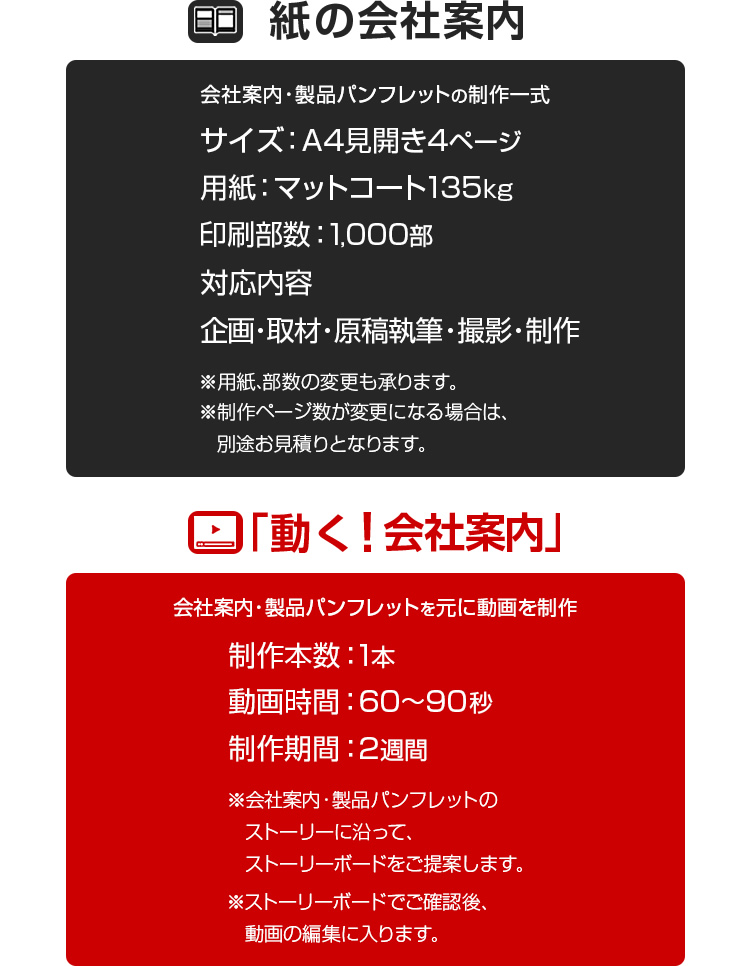 紙の会社案内
会社案内・製品パンフレットの制作一式
サイズ：A4見開き4ページ
用紙：マットコート135kg
印刷部数：1,000部
対応内容
企画・取材・原稿執筆・撮影・制作
※用紙、部数の変更も承ります。
※制作ページ数が変更になる場合は、
別途お見積りとなります。
「動く！会社案内」
会社案内・製品パンフレットを元に動画を制作
制作本数：1本
動画時間：60〜90秒
制作期間：2週間
※会社案内・製品パンフレットの
ストーリーに沿って、
ストーリーボードをご提案します。
※ストーリーボードでご確認後、
動画の編集に入ります。